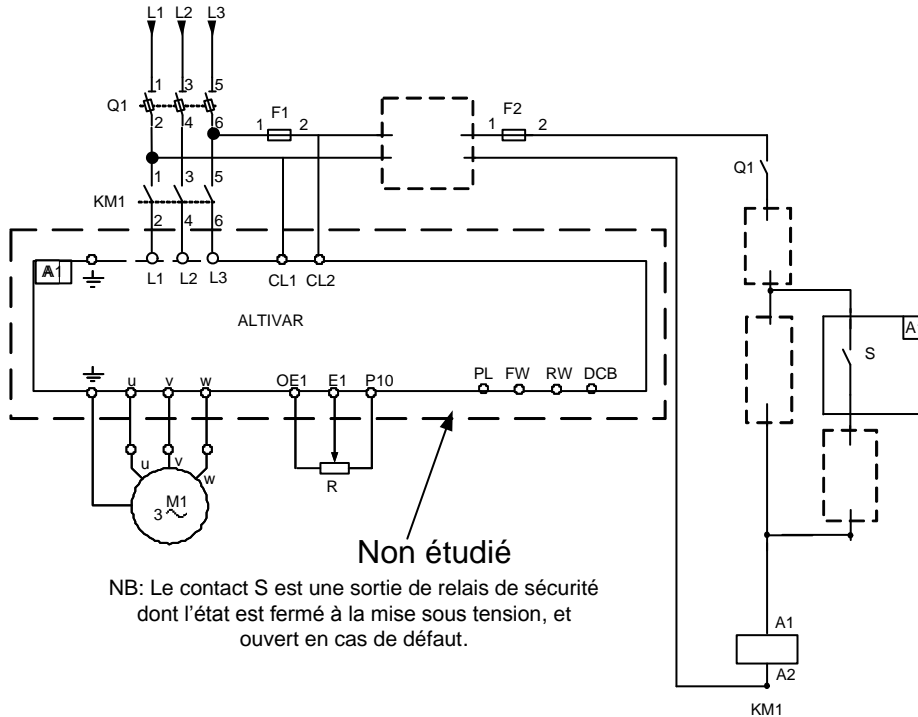 L1 L2 L3
1 3 5
Q1
2 4 6
F1
1 2
F2
1 2
Q1
1 3 5
KM1
2 4 6
A1
L1 L2 L3 CL1 CL2
ALTIVAR
A
S
u v w OE1 E1 P10 PL FW RW DCB
u v w
R
M1
3
Non étudié
NB: Le contact S est une sortie de relais de sécurité
dont l'état est fermé à la mise sous tension, et
ouvert en cas de défaut.
A1
A2
KM1